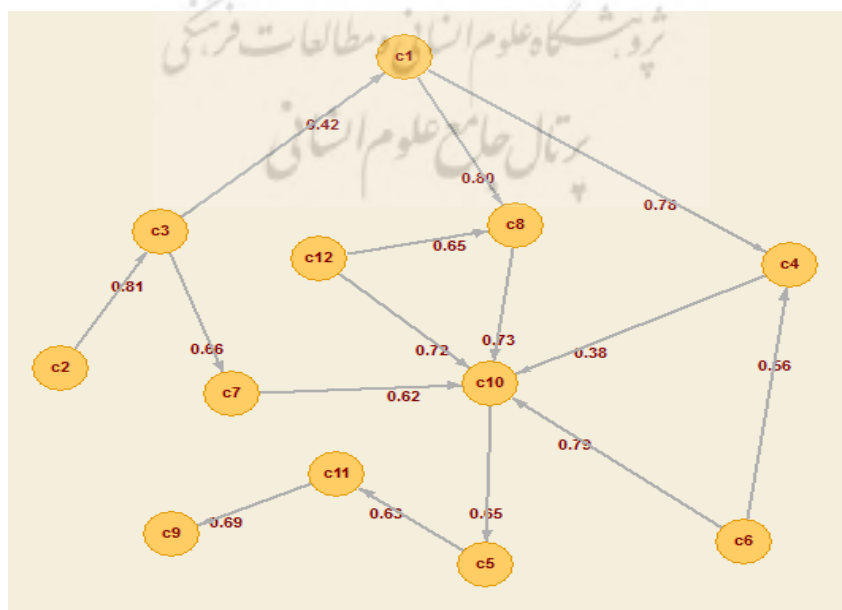 پژوهشگاه علوم انسانی و مطالعات فرهنگی
پرتال جامع علوم انسانی
c1
0.42
0.80
0.78
c3
c8
c12
0.65
c4
0.81
0.66
0.72
0.73
0.38
0.56
c2
c7
0.62
c10
0.79
c11
0.69
0.63
0.65
c9
c5
c6